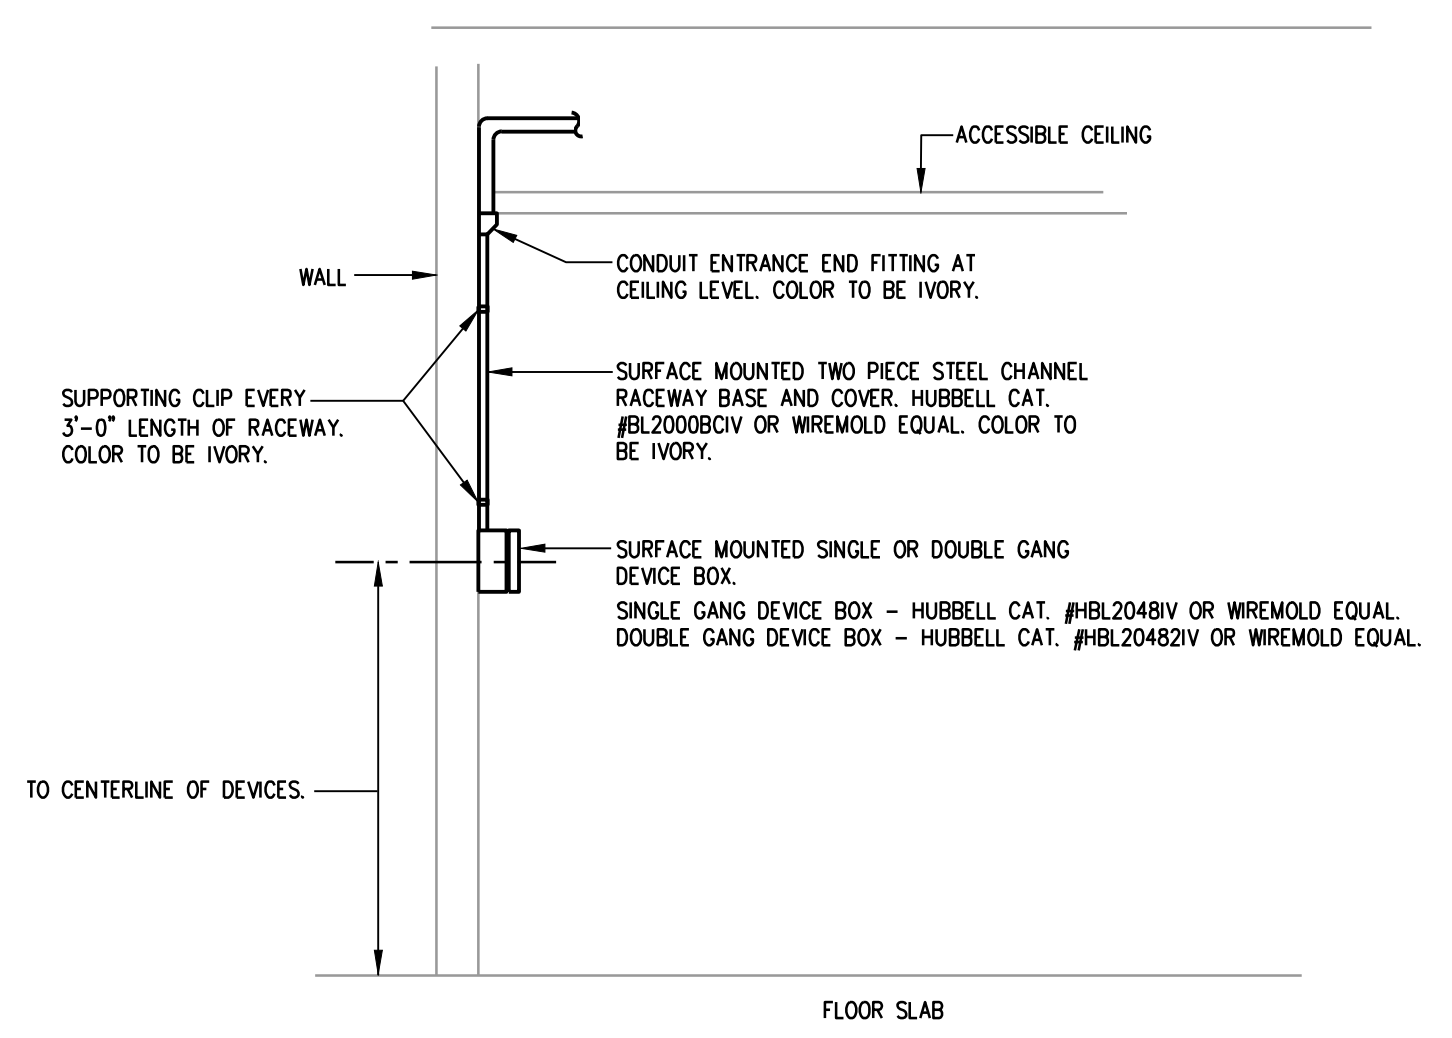 ACCESSIBLE CEILING
CONDUIT ENTRANCE END FITTING AT
CEILING LEVEL. COLOR TO BE IVORY.
WALL
SURFACE MOUNTED TWO PIECE STEEL CHANNEL
RACEWAY BASE AND COVER. HUBBELL CAT.
#BL2000BCIV OR WIREMOLD EQUAL. COLOR TO
BE IVORY.
SUPPORTING CLIP EVERY
3'-0" LENGTH OF RACEWAY.
COLOR TO BE IVORY.
SURFACE MOUNTED SINGLE OR DOUBLE GANG
DEVICE BOX.
SINGLE GANG DEVICE BOX - HUBBELL CAT. #HBL2048IV OR WIREMOLD EQUAL.
DOUBLE GANG DEVICE BOX - HUBBELL CAT. #HBL20482IV OR WIREMOLD EQUAL.
TO CENTERLINE OF DEVICES.
FLOOR SLAB